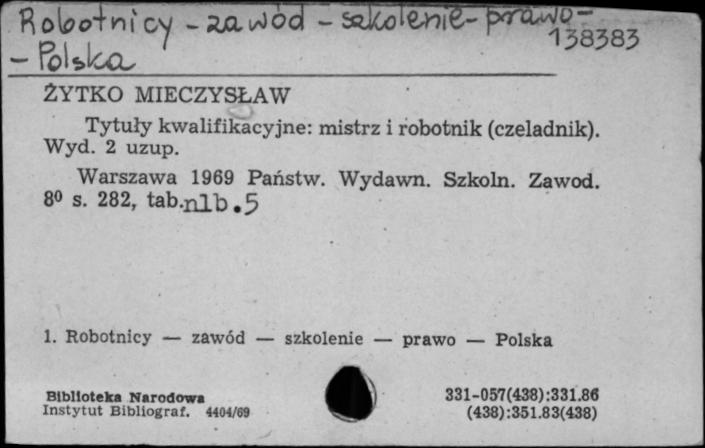 Robotnicy - zawód - szkolenie - prawo -
138383
- Polska
ŻYTKO MIECZYSŁAW
Tytuły kwalifikacyjne: mistrz i robotnik (czeladnik).
Wyd. 2 uzup.
Warszawa 1969 Państw. Wydawn. Szkoln. Zawod.
8⁰ s. 282, tab.nlb.5
1. Robotnicy — zawód — szkolenie — prawo — Polska
Biblioteka Narodowa
331-057(438):331.86
Instytut Bibliograf. 4404/69
(438):351.83(438)